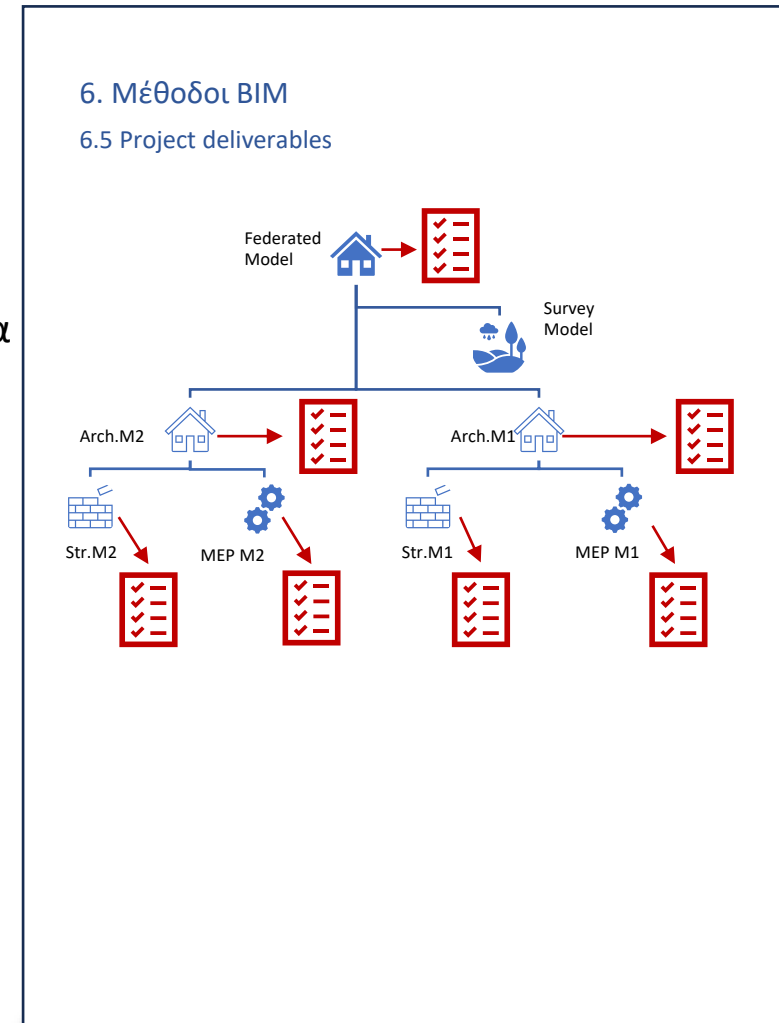 6. Μέθοδοι BIM
6.5 Project deliverables
Federated
Model
Survey
Model
α
Arch.M2
Arch.M1
Str.M2
MEP M2
Str.M1
MEP M1